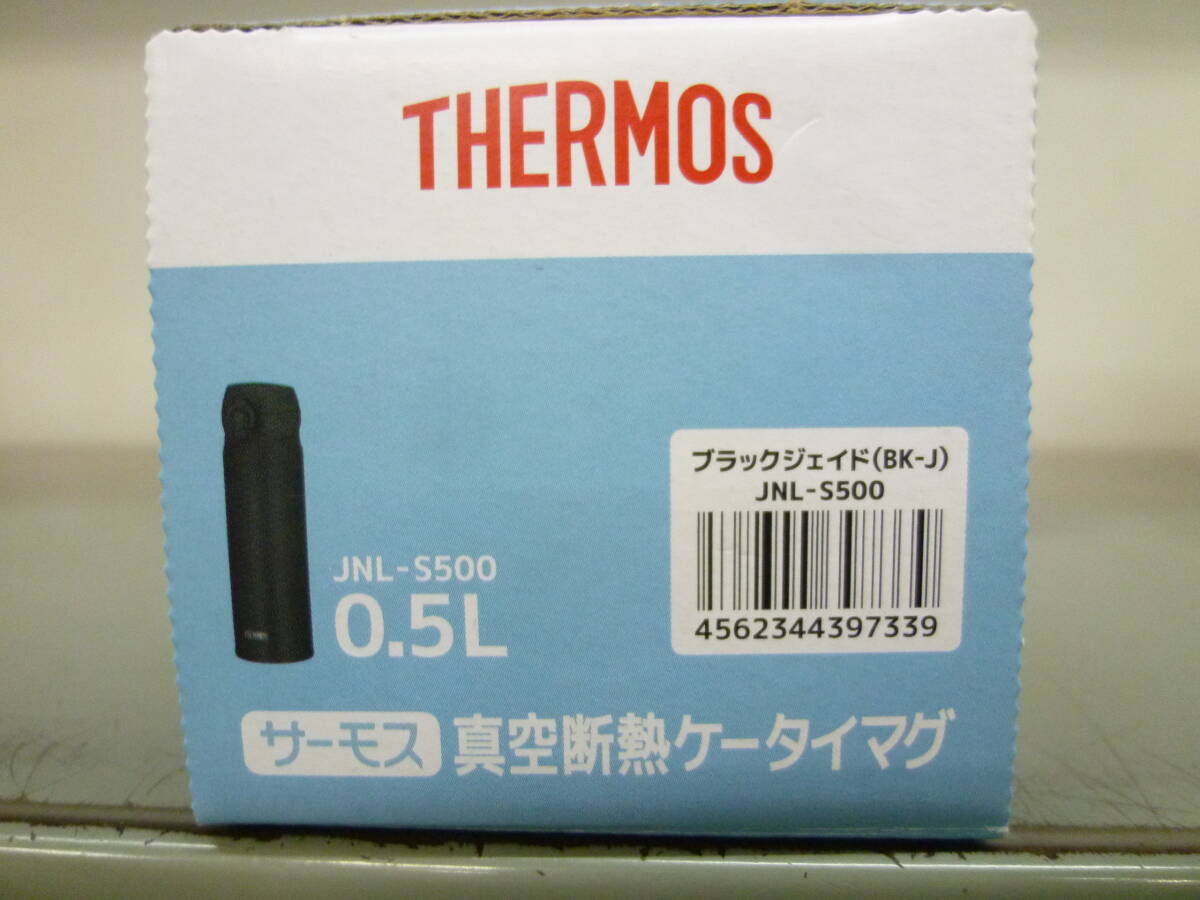 THERMOS
ブラックジェイド(BK-J)
JNL-S500
4562344397339
JNL-S500
0.5L
サーモス 真空断熱ケータイマグ